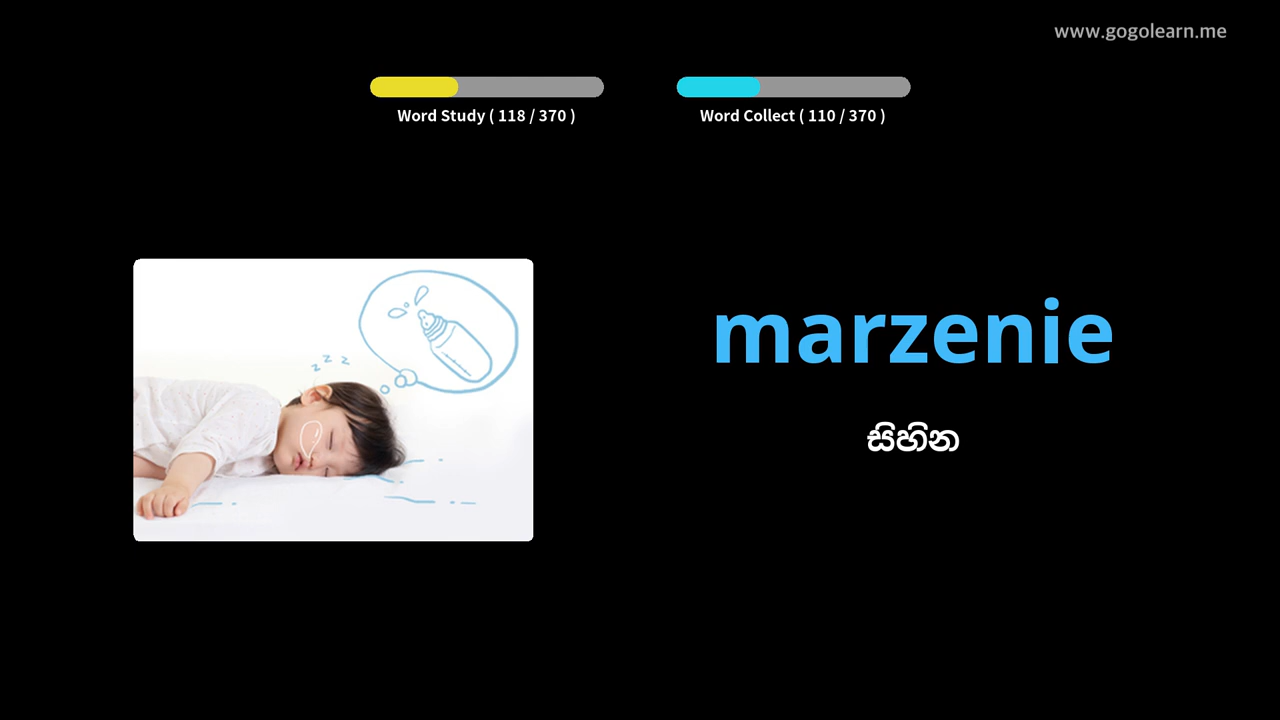 www.gogolearn.me
Word Study ( 118 / 370 )
Word Collect ( 110 / 370 )
z z z
marzenie
සිහින